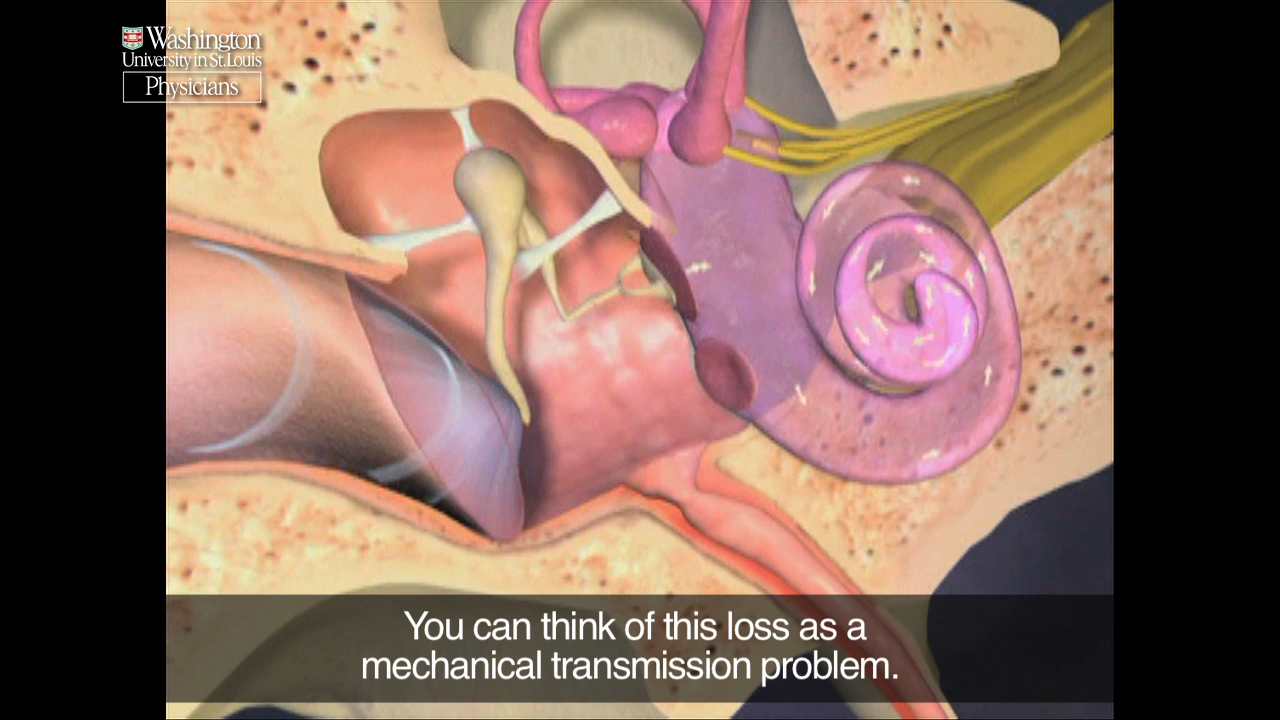 Washington
University in St. Louis
Physicians
You can think of this loss as a
mechanical transmission problem.